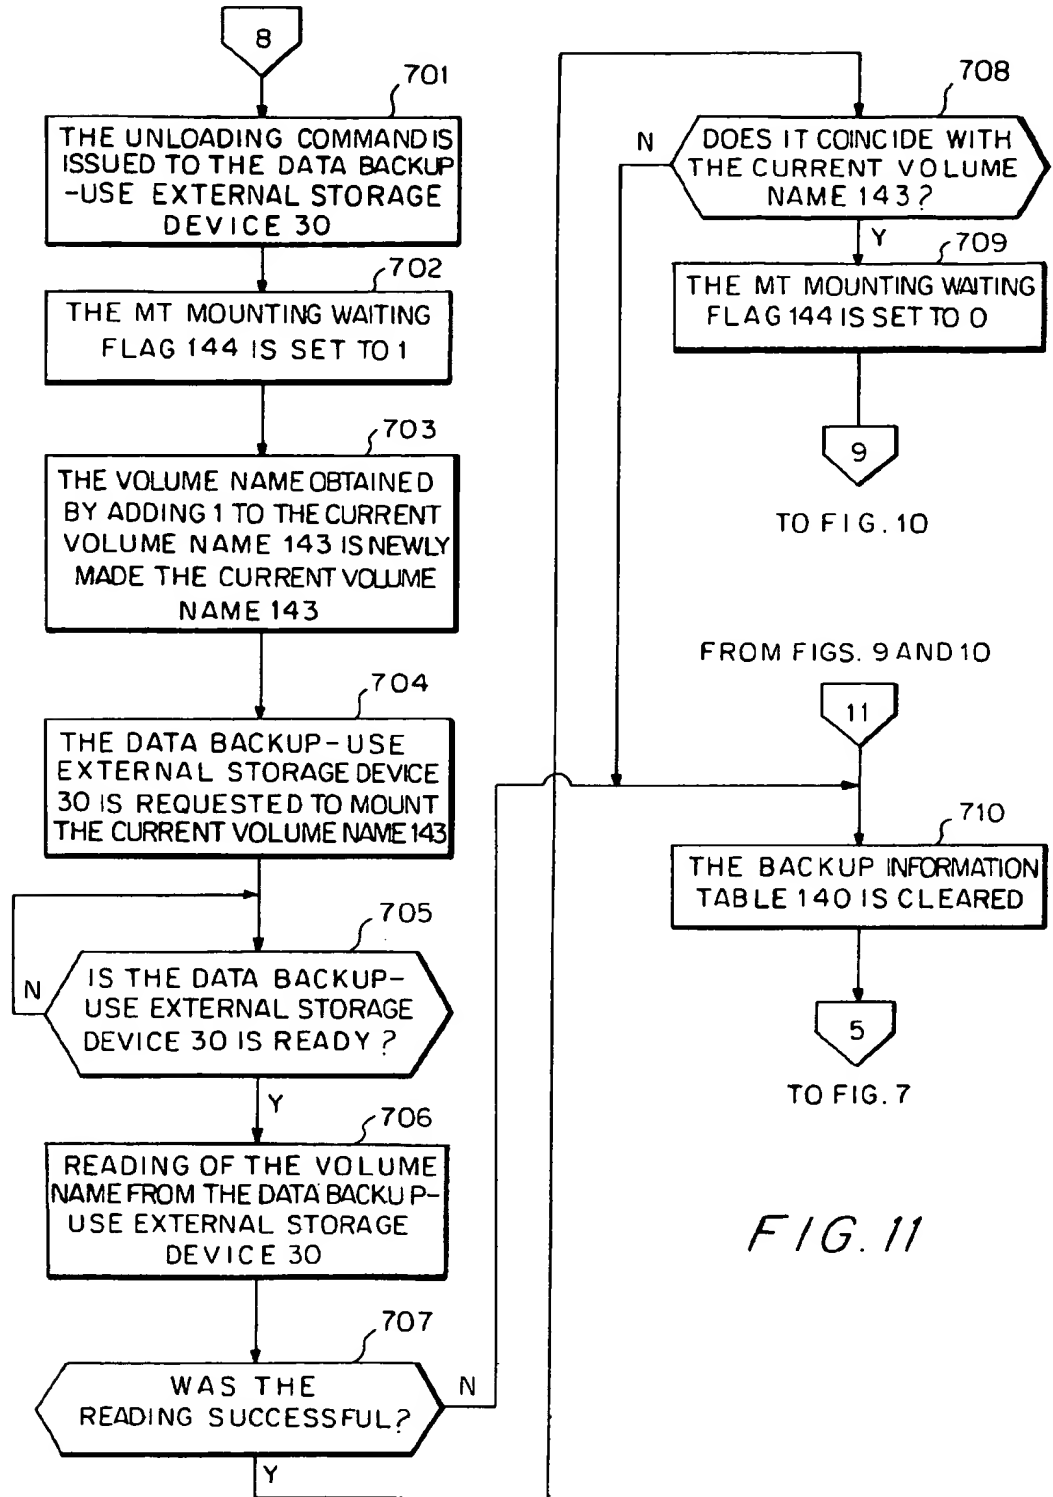 8
701
THE UNLOADING COMMAND IS
ISSUED TO THE DATA BACKUP
-USE EXTERNAL STORAGE
DEVICE 30
702
THE MT MOUNTING WAITING
FLAG 144 IS SET TO 1
703
THE VOLUME NAME OBTAINED
BY ADDING 1 TO THE CURRENT
VOLUME NAME 143 IS NEWLY
MADE THE CURRENT VOLUME
NAME 143
704
THE DATA BACKUP-USE
EXTERNAL STORAGE DEVICE
30 IS REQUESTED TO MOUNT
THE CURRENT VOLUME NAME 143
705
N
IS THE DATA BACKUP-
USE EXTERNAL STORAGE
DEVICE 30 IS READY?
Y
706
READING OF THE VOLUME
NAME FROM THE DATA BACKUP-
USE EXTERNAL STORAGE
DEVICE 30
707
WAS THE
READING SUCCESSFUL?
N
Y
708
N
DOES IT COINCIDE WITH
THE CURRENT VOLUME
NAME 143?
Y
709
THE MT MOUNTING WAITING
FLAG 144 IS SET TO 0
9
TO FIG. 10
FROM FIGS. 9 AND 10
11
710
THE BACKUP INFORMATION
TABLE 140 IS CLEARED
5
TO FIG. 7
FIG. 11